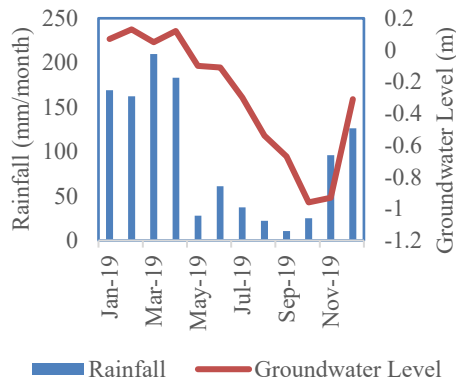 250
200
150
100
50
0
Rainfall (mm/month)
0.2
0
-0.2
-0.4
-0.6
-0.8
-1
-1.2
Groundwater Level (m)
Jan-19
Mar-19
May-19
Jul-19
Sep-19
Nov-19
Rainfall
Groundwater Level